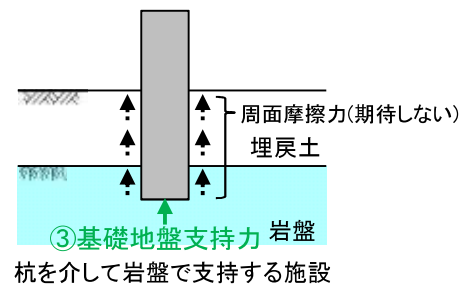 周面摩擦力(期待しない)
埋戻土
③基礎地盤支持力
岩盤
杭を介して岩盤で支持する施設